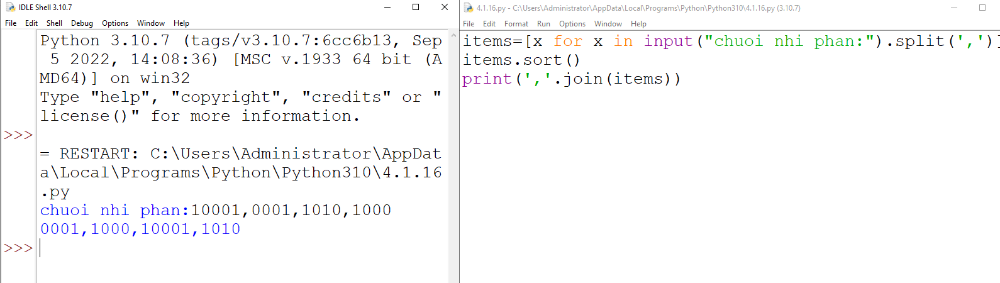 IDLE Shell 3.10.7
File Edit Shell Debug Options Window Help
Python 3.10.7 (tags/v3.10.7:6cc6b13, Sep
5 2022, 14:08:36) [MSC v.1933 64 bit (A
MD64)] on win32
Type "help", "copyright", "credits" or "
license()" for more information.
>>>
= RESTART: C:\Users\Administrator\AppDat
a\Local\Programs\Python\Python310\4.1.16
.py
chuoi nhi phan:10001,0001,1010,1000
0001,1000,10001,1010
>>>
4.1.16.py - C:\Users\Administrator\AppData\Local\Programs\Python\Python310\4.1.16.py (3.10.7)
File Edit Format Run Options Window Help
items=[x for x in input("chuoi nhi phan:").split(',')]
items.sort()
print(','.join(items))